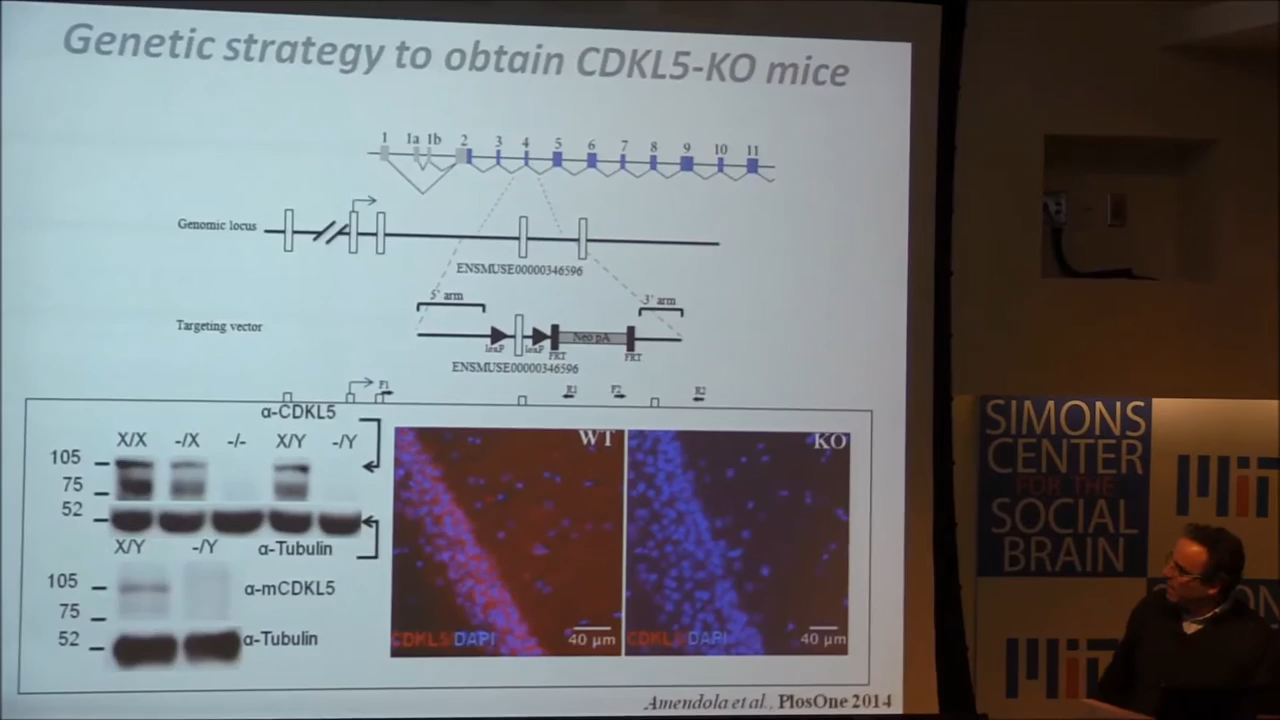 Genetic strategy to obtain CDKL5-KO mice
1 1a 1b 2 3 4 5 6 7 8 9 10 11
Genomic locus
ENSMUSE00000346596
5' arm 3' arm
Targeting vector
loxP loxP FRT Neo pA FRT
ENSMUSE00000346596
F1 R1 F2 R2
α-CDKL5
X/X -/X -/- X/Y -/Y
105
75
52
X/Y -/Y α-Tubulin
105 α-mCDKL5
75
52 α-Tubulin
WT KO
CDKL5 DAPI 40 μm CDKL5 DAPI 40 μm
Amendola et al., PlosOne 2014
SIMONS
CENTER
FOR THE
SOCIAL
BRAIN
MIT
MIT